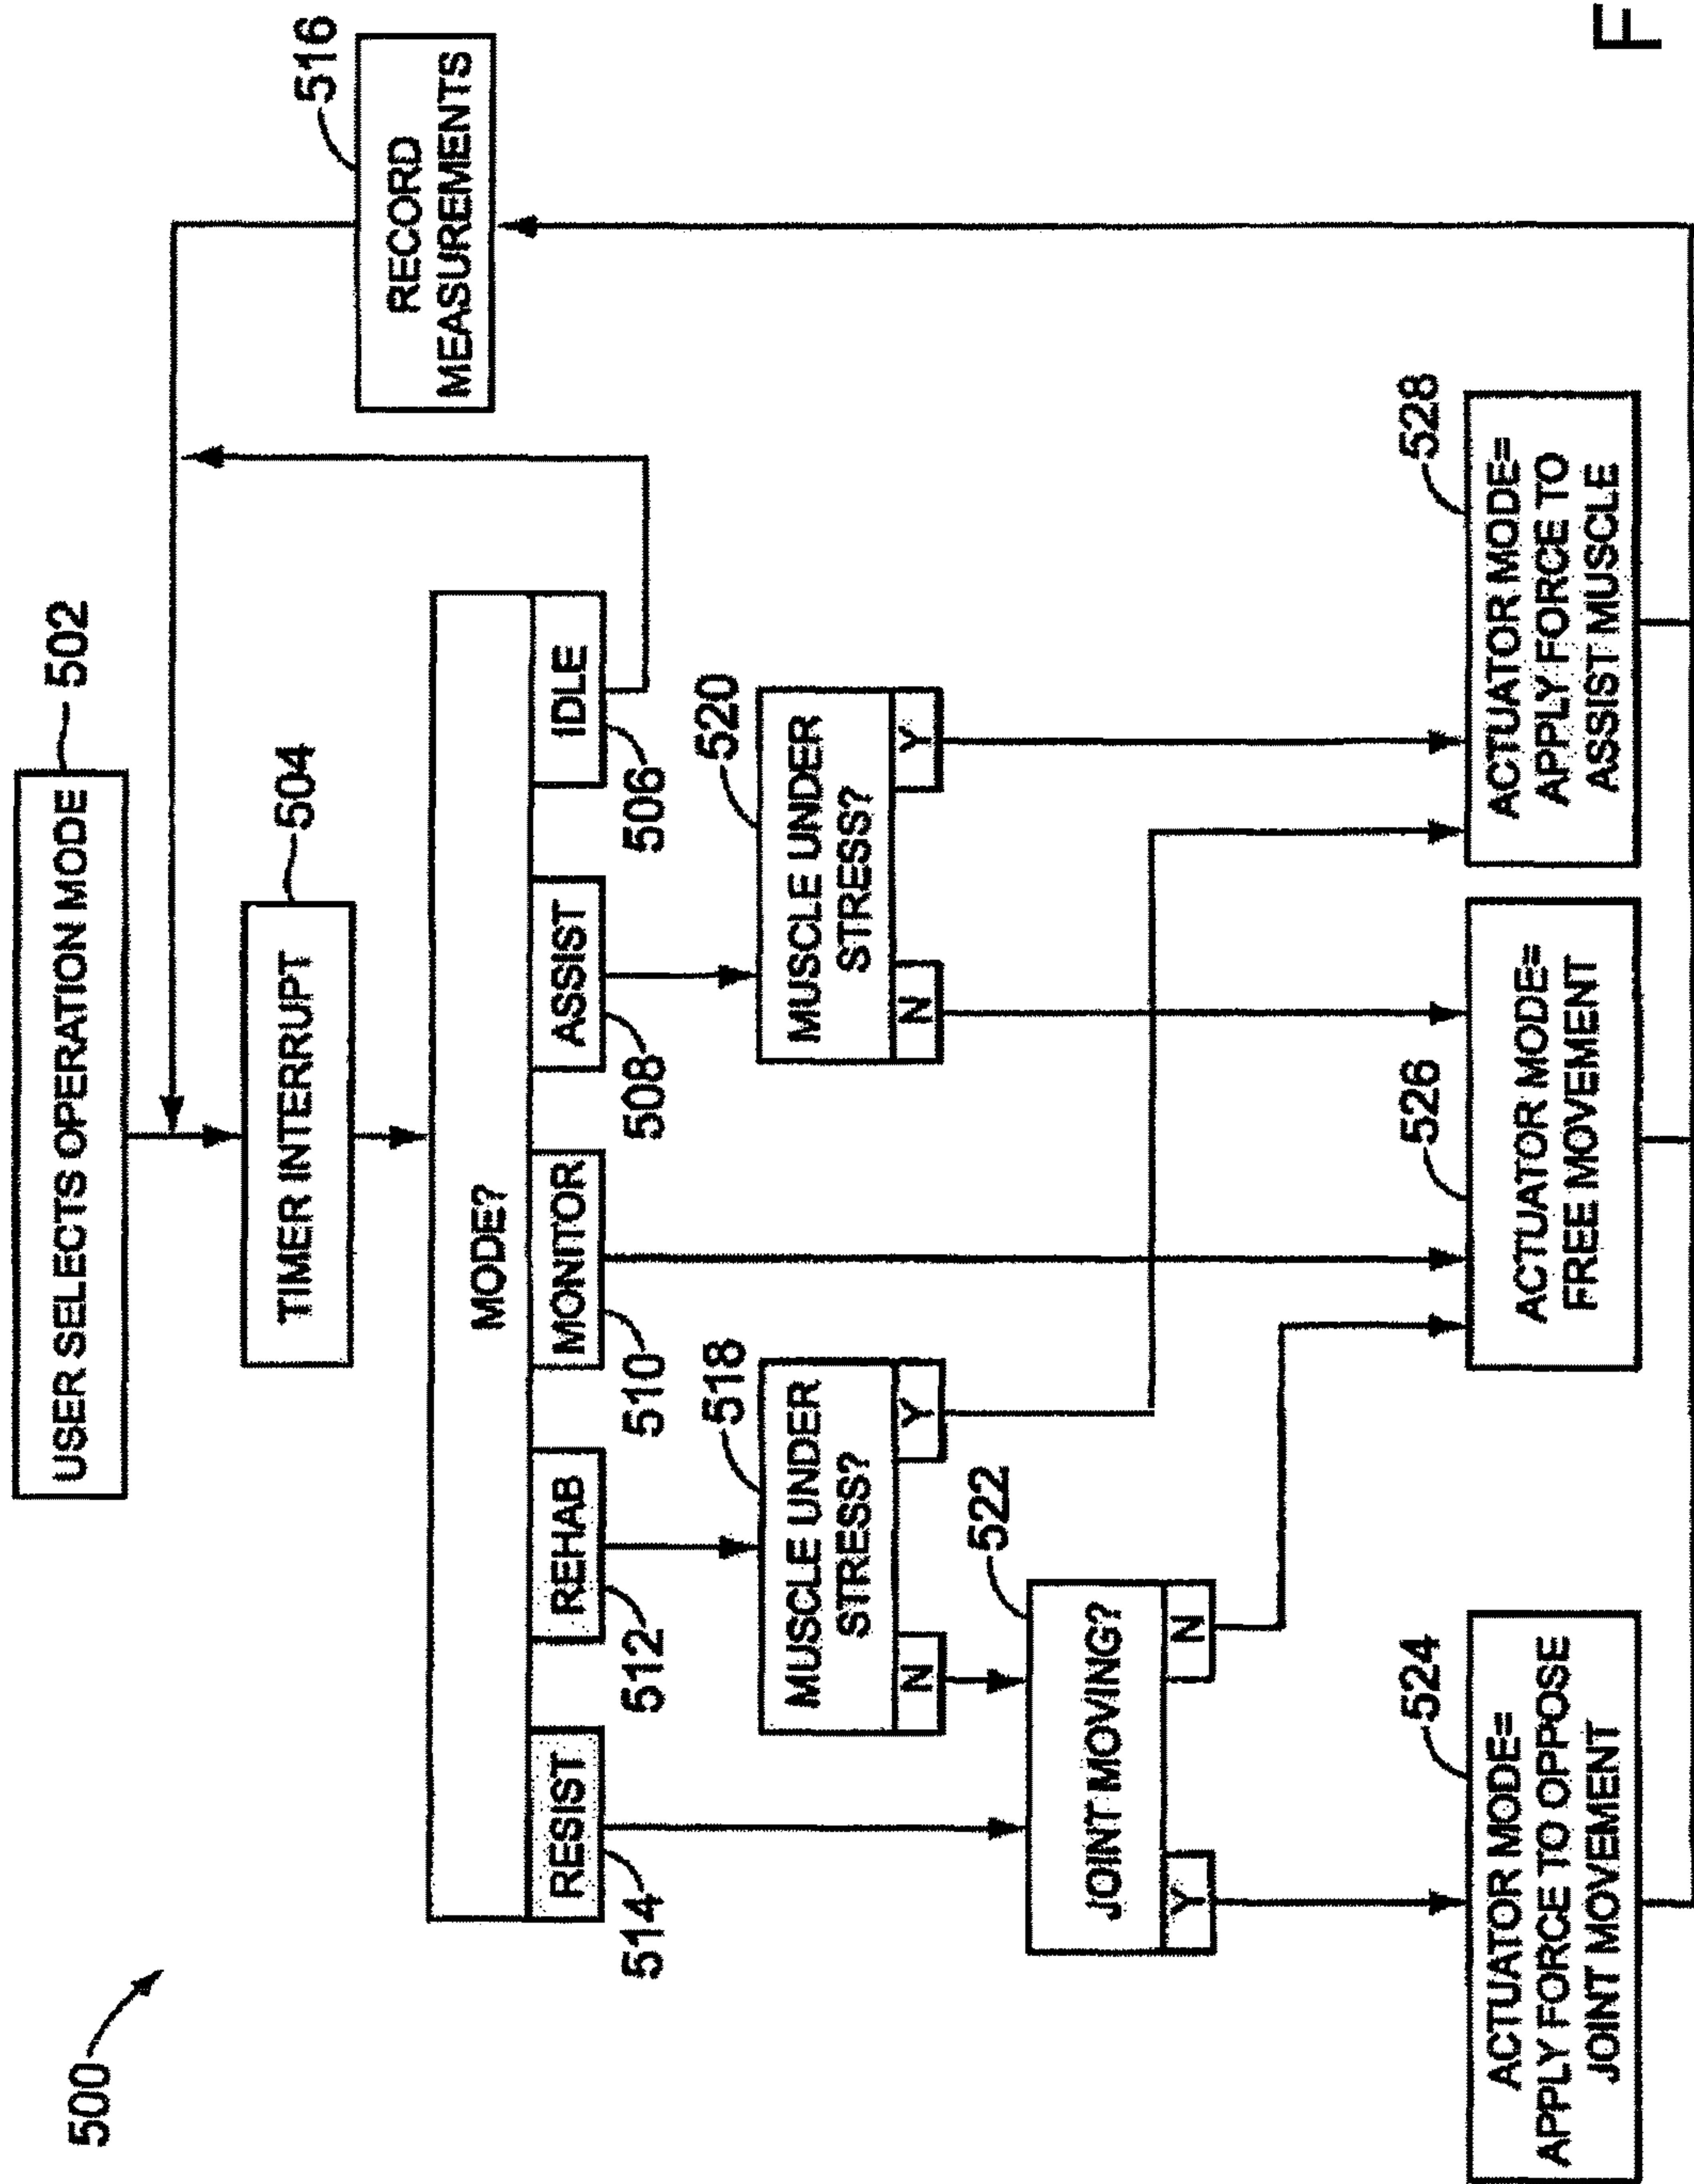 500
USER SELECTS OPERATION MODE
502
TIMER INTERRUPT
504
RECORD
MEASUREMENTS
516
MODE?
RESIST
REHAB
MONITOR
ASSIST
IDLE
514
512
510
508
506
MUSCLE UNDER
STRESS?
518
N
Y
MUSCLE UNDER
STRESS?
520
N
Y
JOINT MOVING?
522
Y
N
ACTUATOR MODE=
APPLY FORCE TO OPPOSE
JOINT MOVEMENT
524
ACTUATOR MODE=
FREE MOVEMENT
526
ACTUATOR MODE=
APPLY FORCE TO
ASSIST MUSCLE
528
F